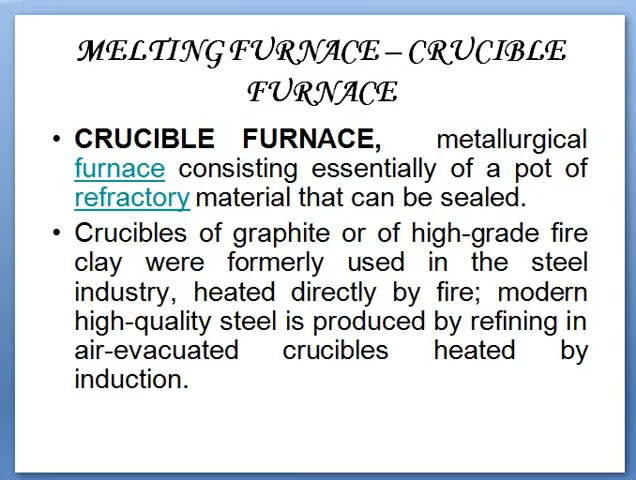 MELTING FURNACE – CRUCIBLE
FURNACE
• CRUCIBLE FURNACE, metallurgical
furnace consisting essentially of a pot of
refractory material that can be sealed.
• Crucibles of graphite or of high-grade fire
clay were formerly used in the steel
industry, heated directly by fire; modern
high-quality steel is produced by refining in
air-evacuated crucibles heated by
induction.